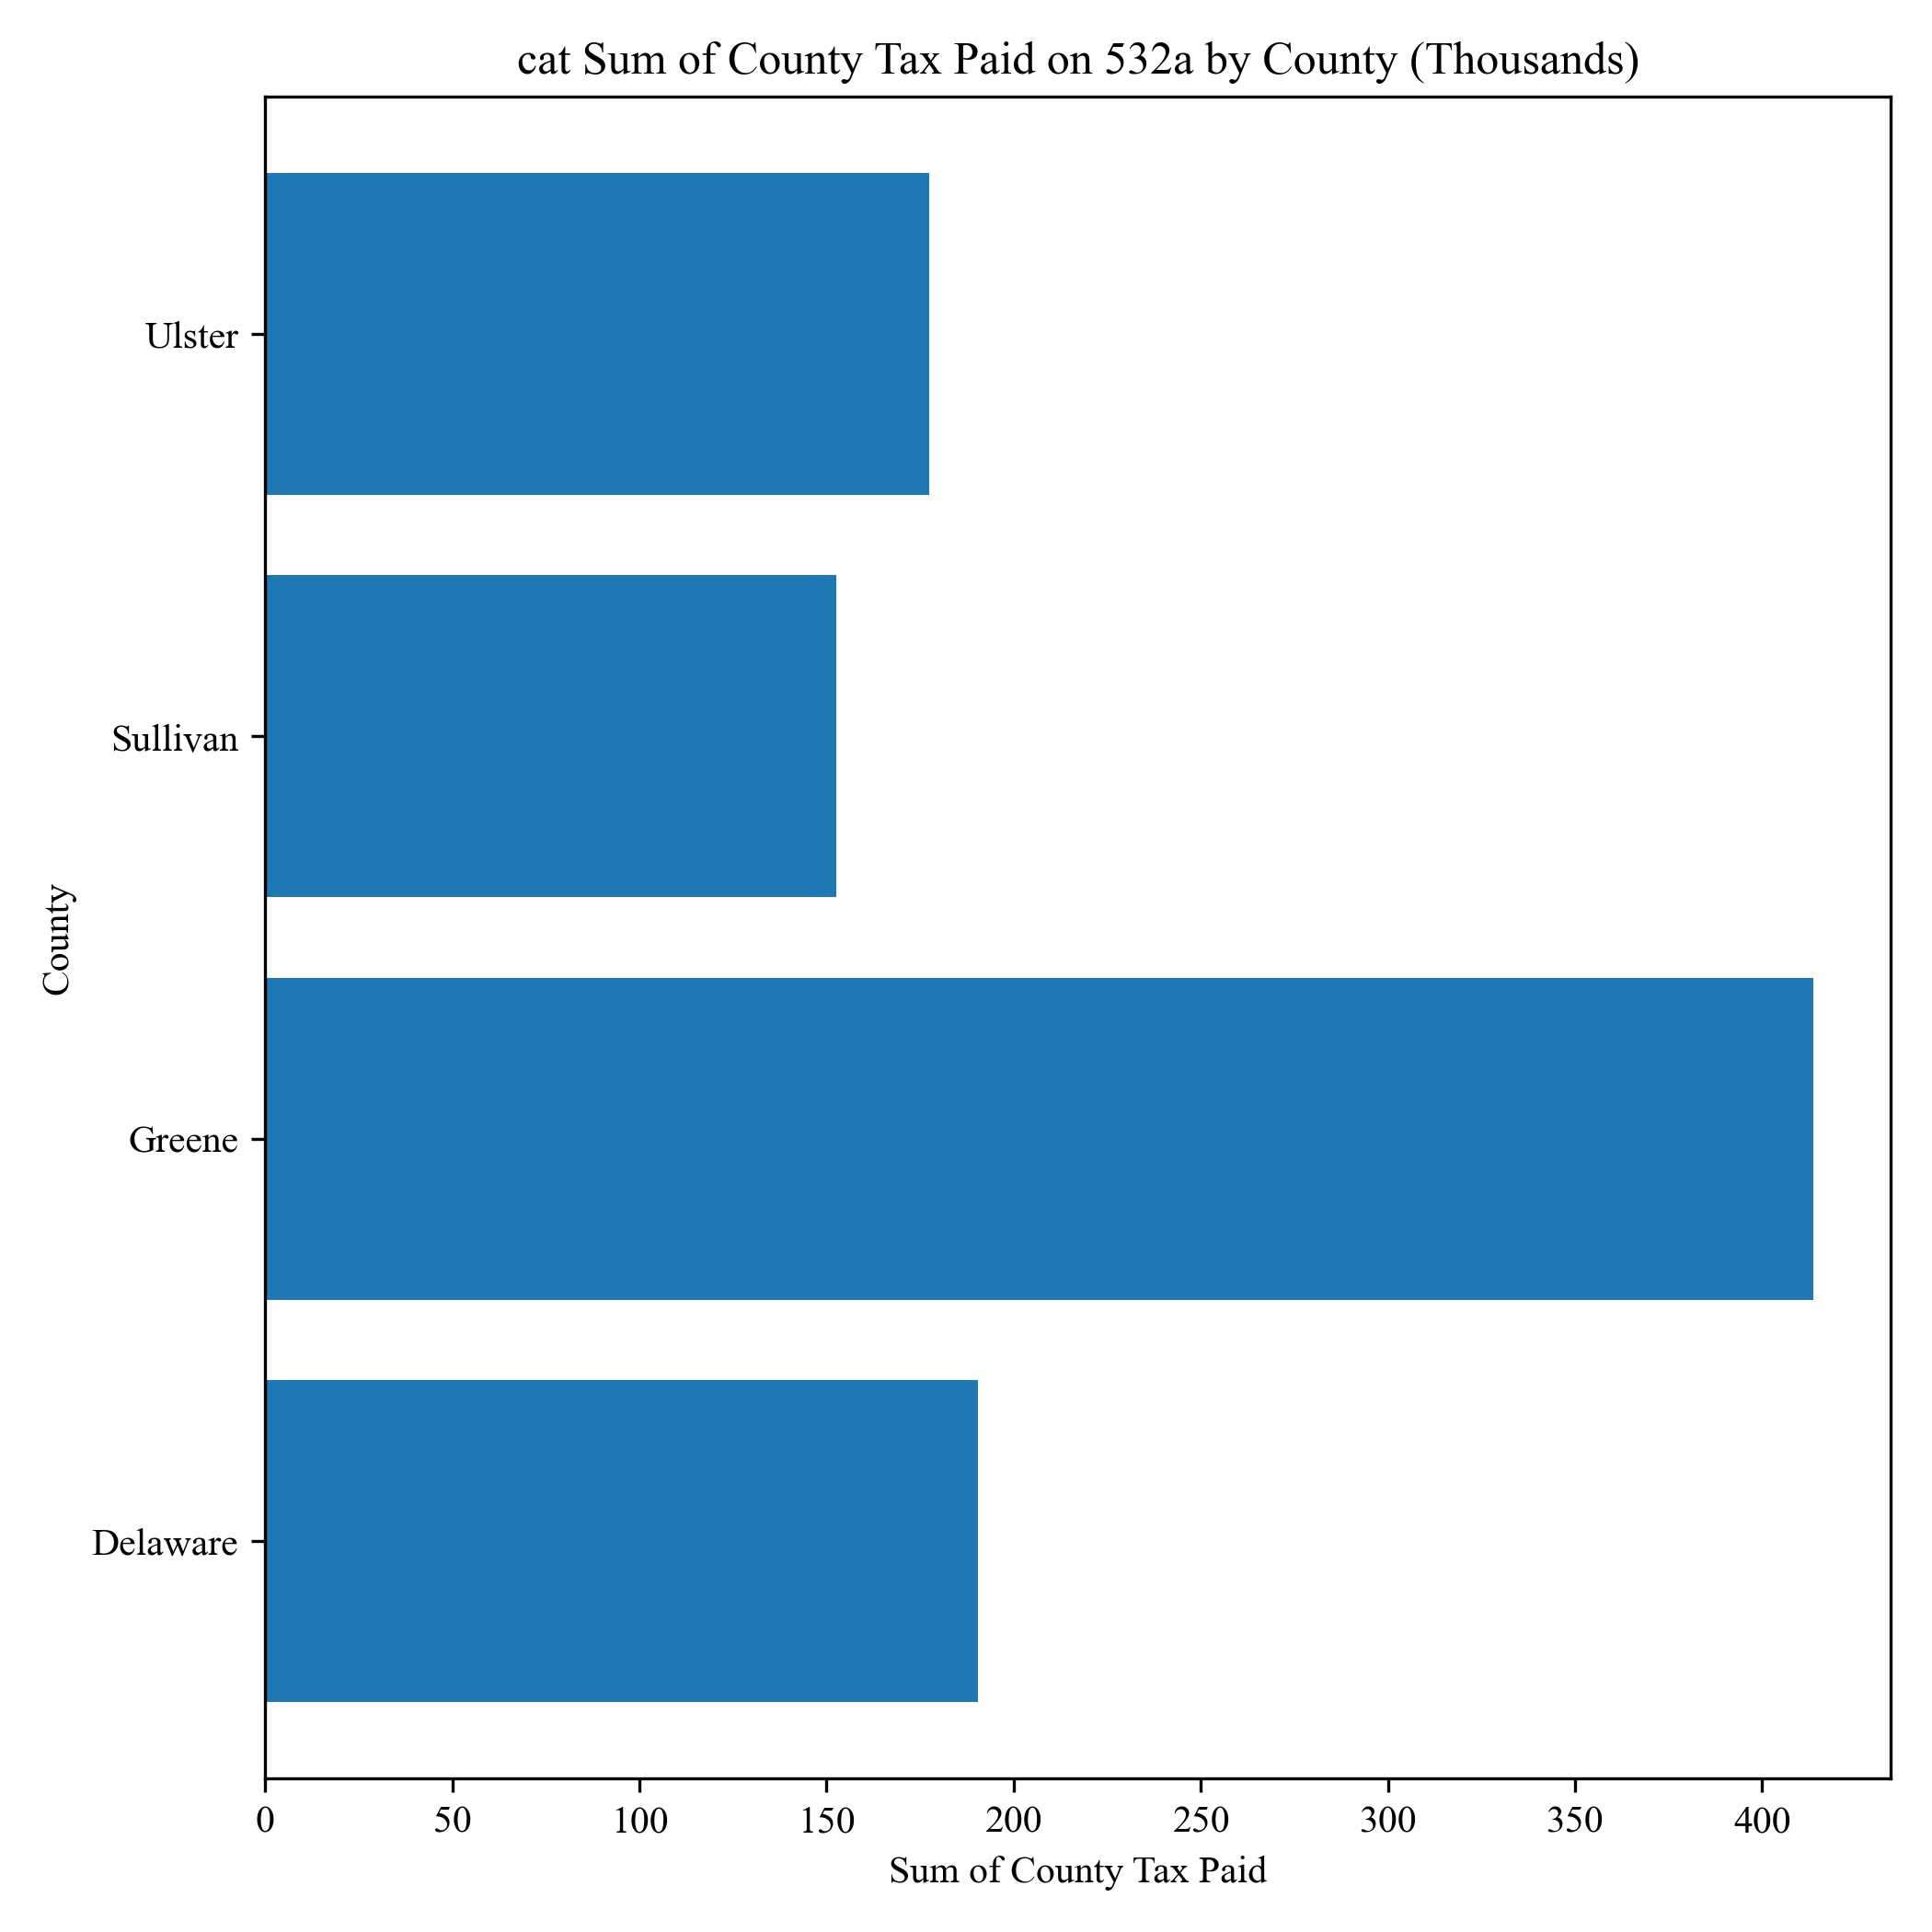 cat Sum of County Tax Paid on 532a by County (Thousands)
Ulster
Sullivan
County
Greene
Delaware
0 50 100 150 200 250 300 350 400
Sum of County Tax Paid